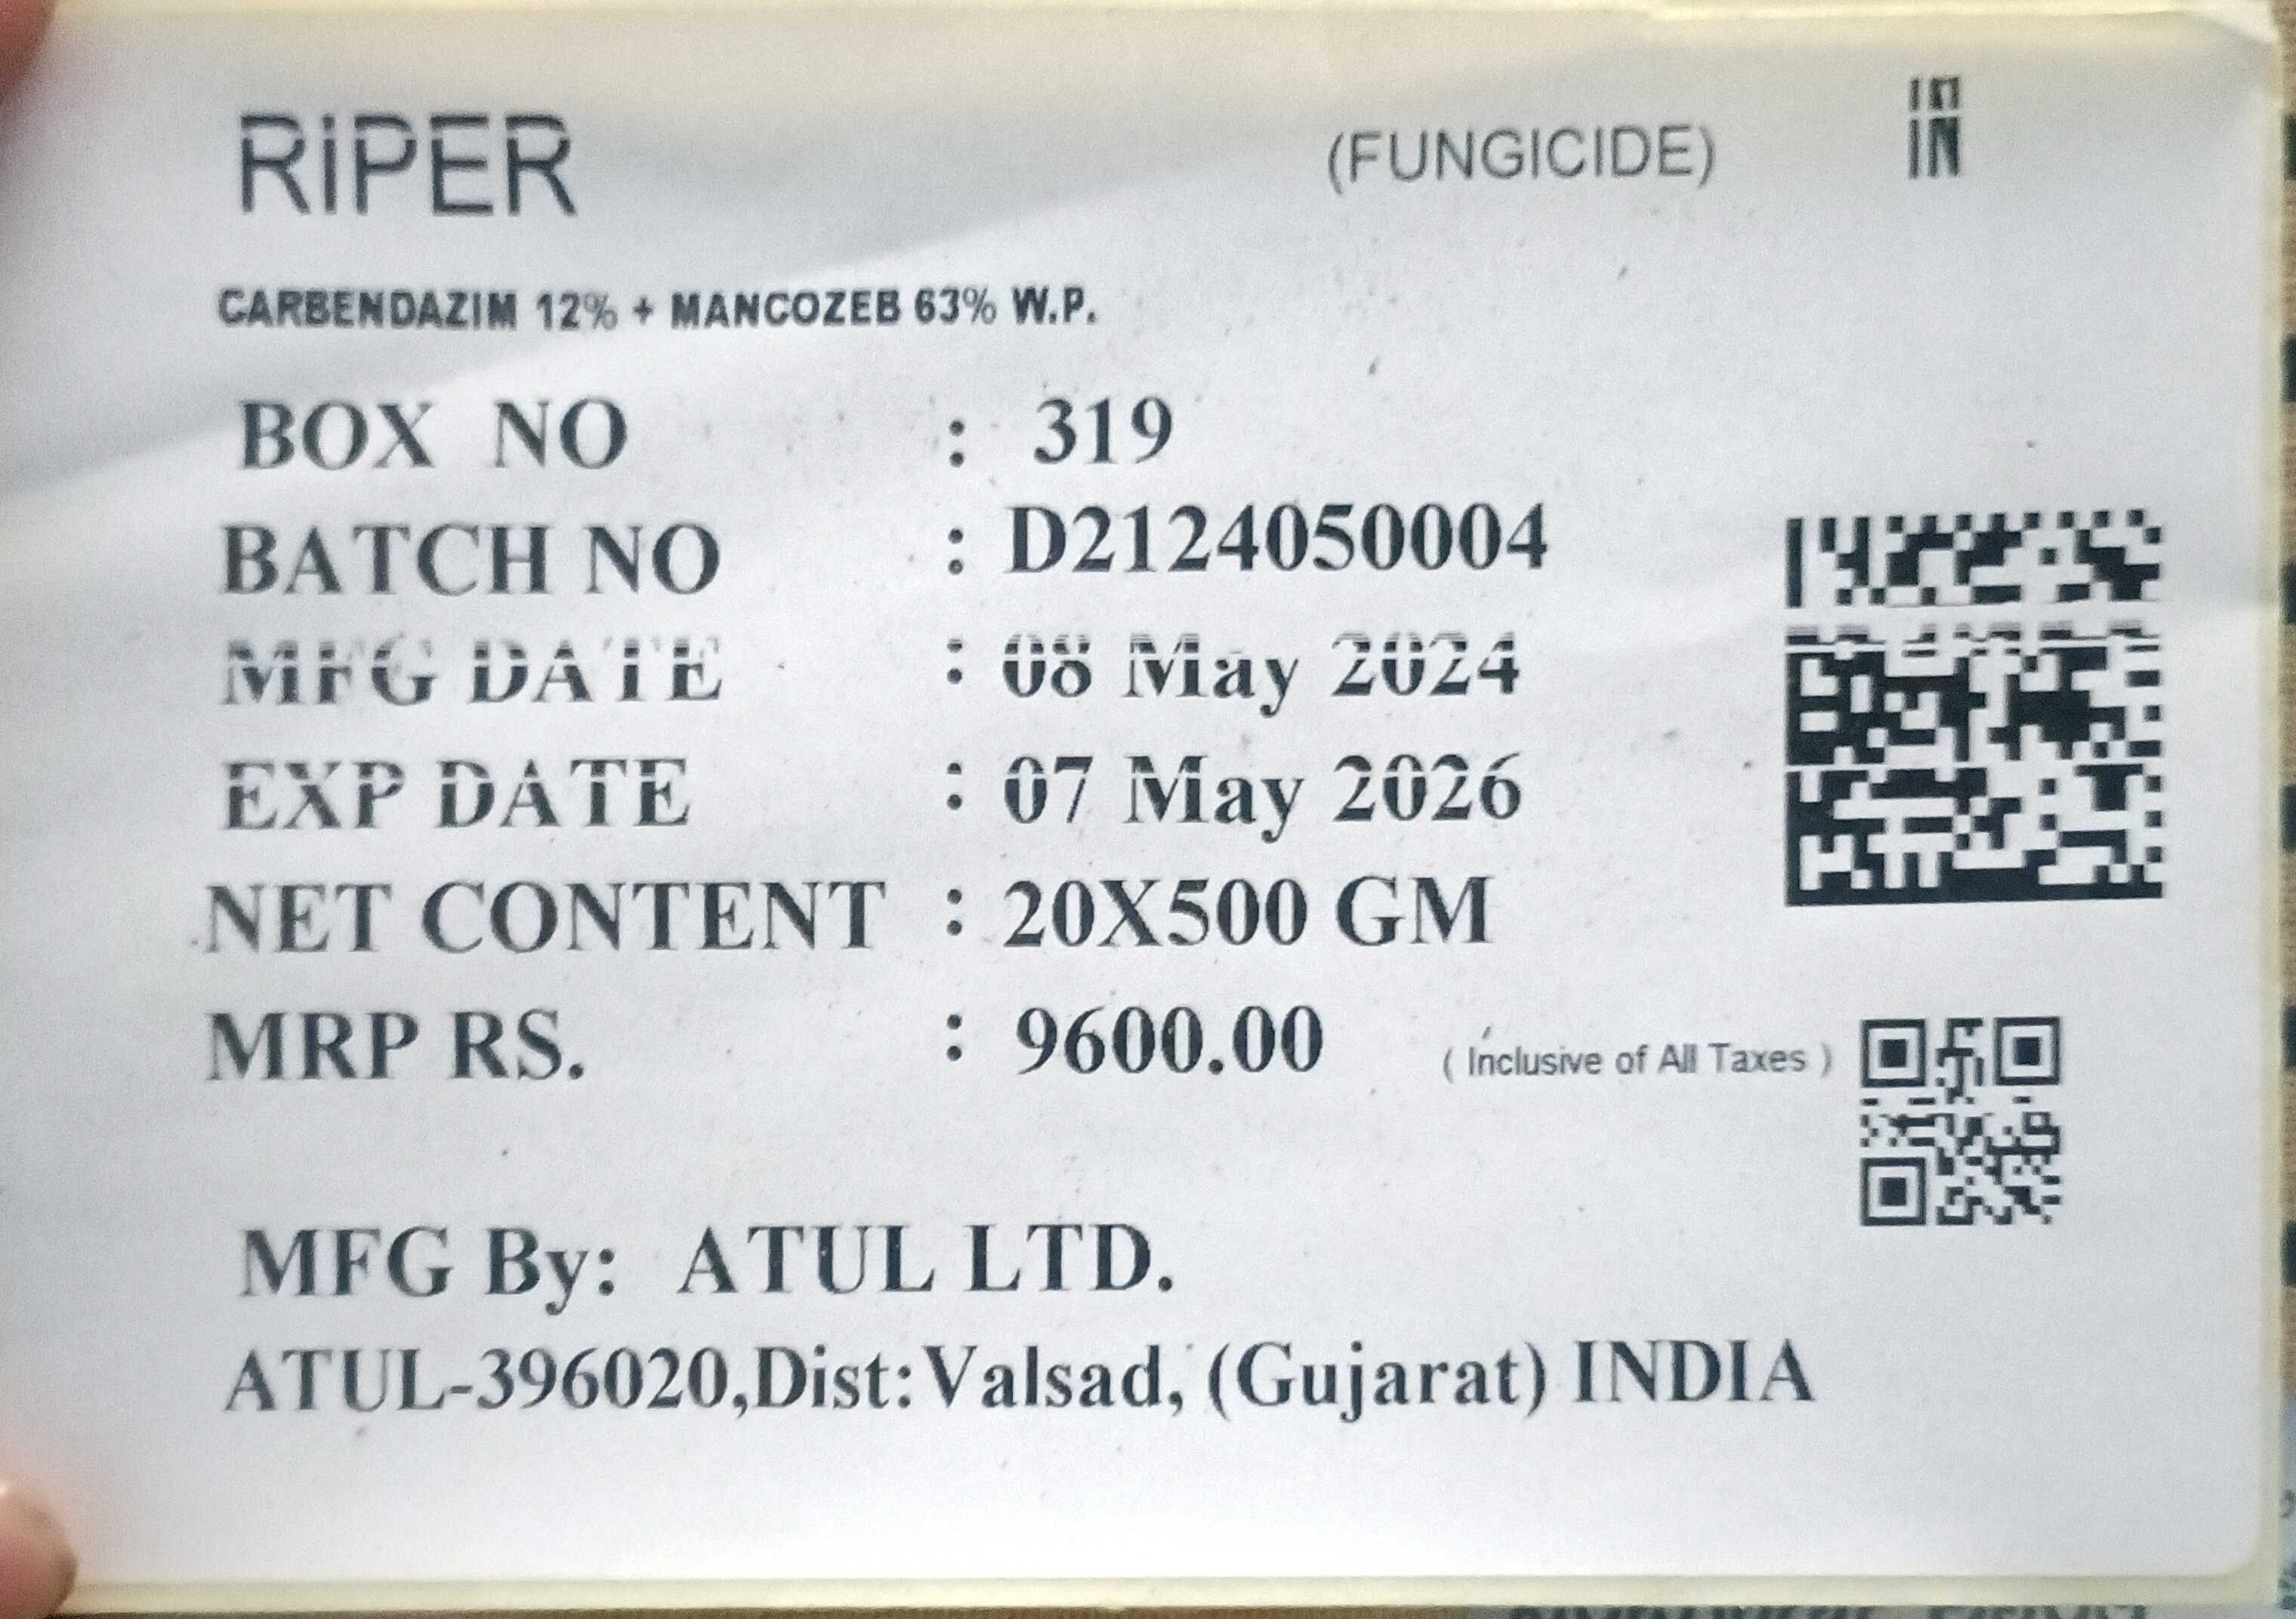 RiPER (FUNGICIDE) IN
CARBENDAZIM 12% + MANCOZEB 63% W.P.
BOX NO : 319
BATCH NO : D2124050004
MFG DATE : 08 May 2024
EXP DATE : 07 May 2026
NET CONTENT : 20X500 GM
MRP RS. : 9600.00 ( Inclusive of All Taxes )
MFG By: ATUL LTD.
ATUL-396020,Dist:Valsad, (Gujarat) INDIA